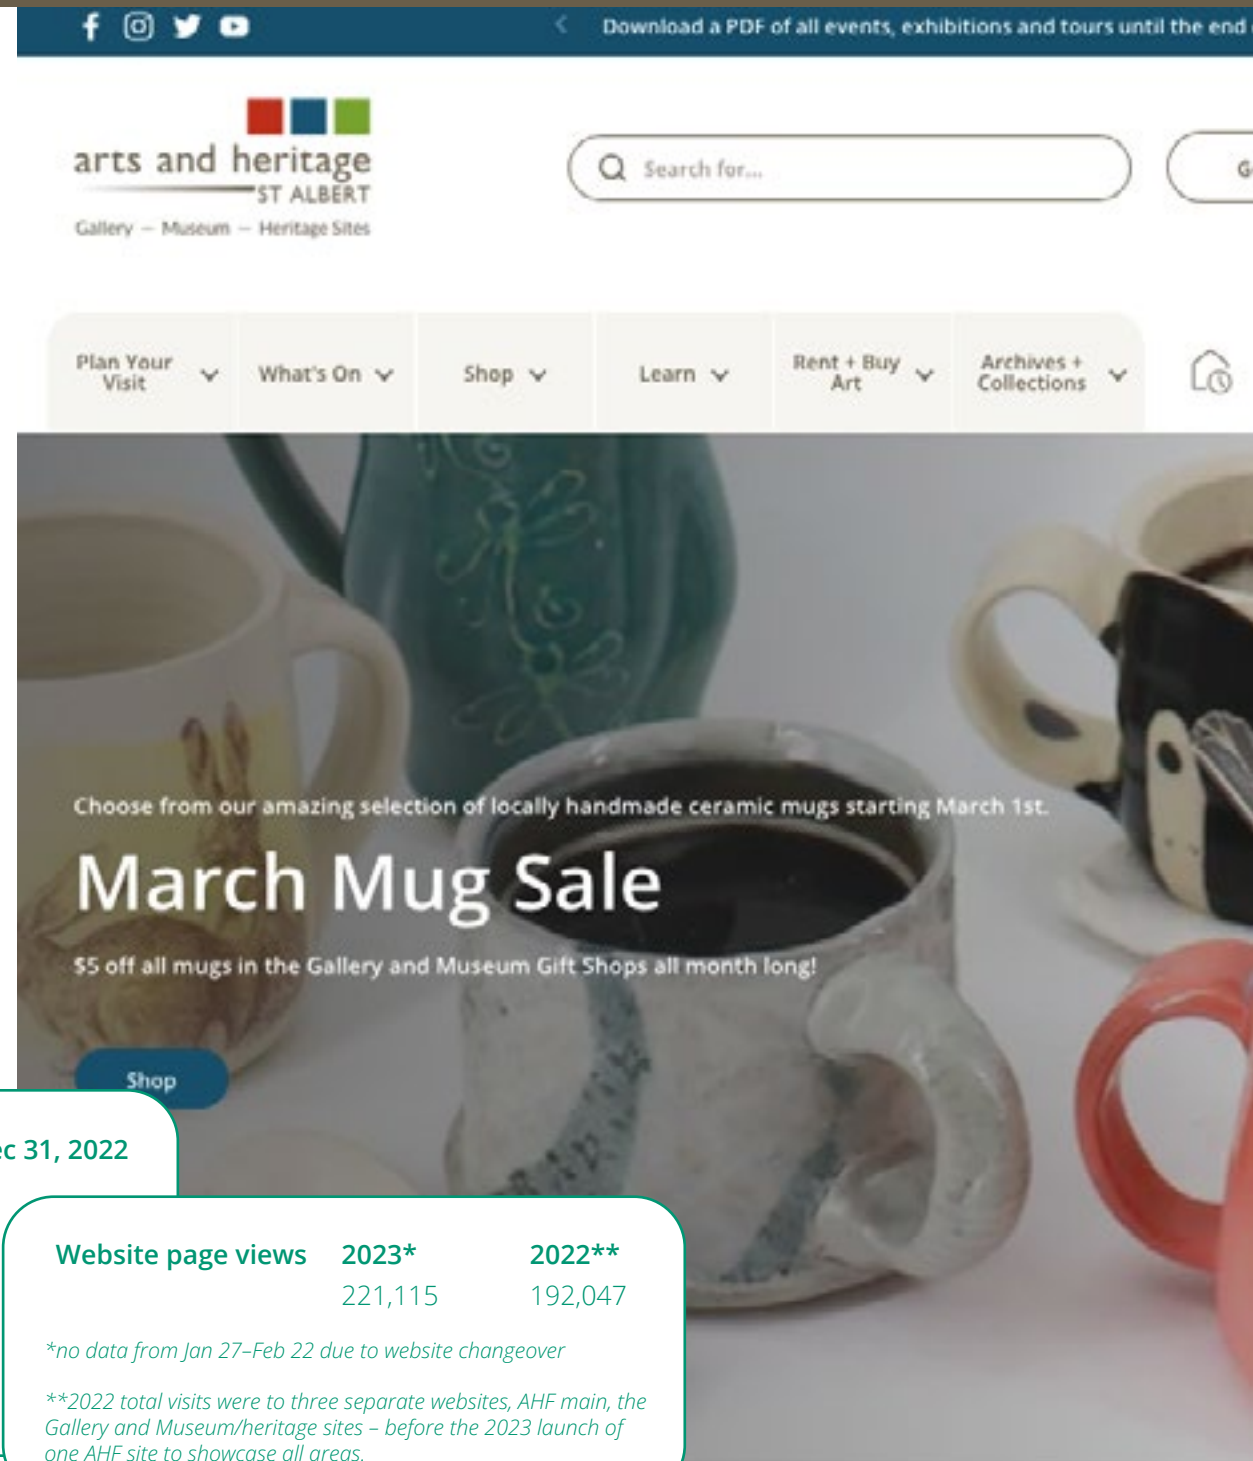 Download a PDF of all events, exhibitions and tours until the end
arts and heritage
ST ALBERT
Gallery — Museum — Heritage Sites
Search for...
Plan Your
Visit
What's On
Shop
Learn
Rent + Buy
Art
Archives +
Collections
Choose from our amazing selection of locally handmade ceramic mugs starting March 1st.
March Mug Sale
$5 off all mugs in the Gallery and Museum Gift Shops all month long!
Shop
31, 2022
Website page views 2023* 2022**
221,115 192,047
*no data from Jan 27–Feb 22 due to website changeover
**2022 total visits were to three separate websites, AHF main, the
Gallery and Museum/heritage sites – before the 2023 launch of
one AHF site to showcase all areas.